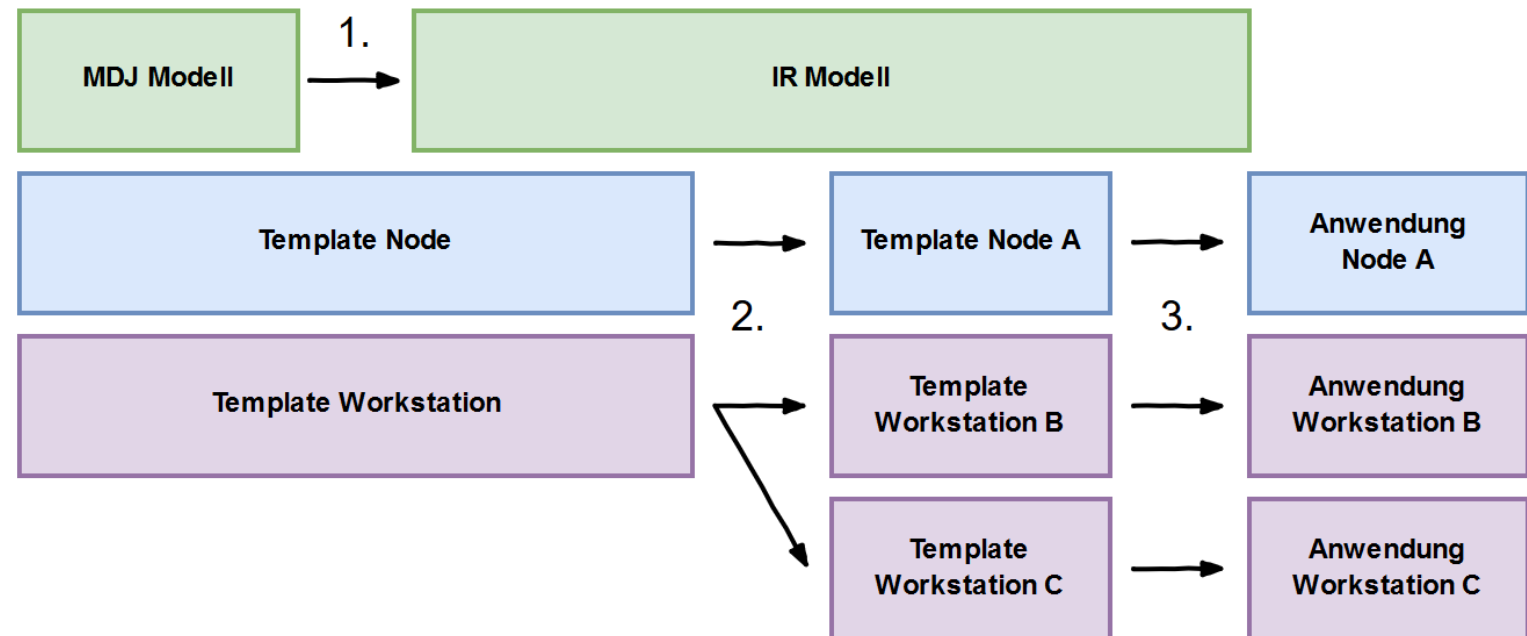 1.
MDJ Modell
IR Modell
Template Node
Template Node A
Anwendung
Node A
2.
3.
Template Workstation
Template
Workstation B
Anwendung
Workstation B
Template
Workstation C
Anwendung
Workstation C